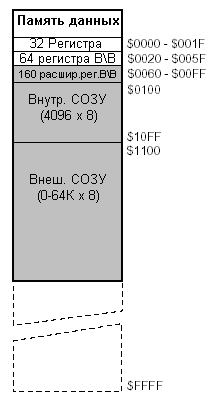 Память данных
32 Регистра
$0000 - $001F
64 регистра В\В
$0020 - $005F
160 расшир.рег.В\В
$0060 - $00FF
$0100
Внутр. СОЗУ
(4096 x 8)
$10FF
$1100
Внеш. СОЗУ
(0-64К x 8)
$FFFF